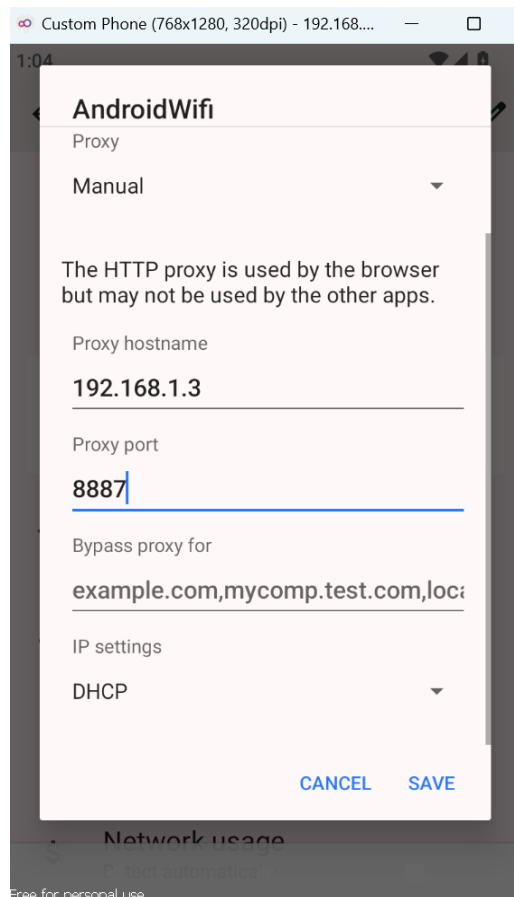 Custom Phone (768x1280, 320dpi) - 192.168....
1:04
AndroidWifi
Proxy
Manual
The HTTP proxy is used by the browser
but may not be used by the other apps.
Proxy hostname
192.168.1.3
Proxy port
8887
Bypass proxy for
example.com,mycomp.test.com,loca
IP settings
DHCP
CANCEL SAVE
Network usage
Detect automatically
Free for personal use